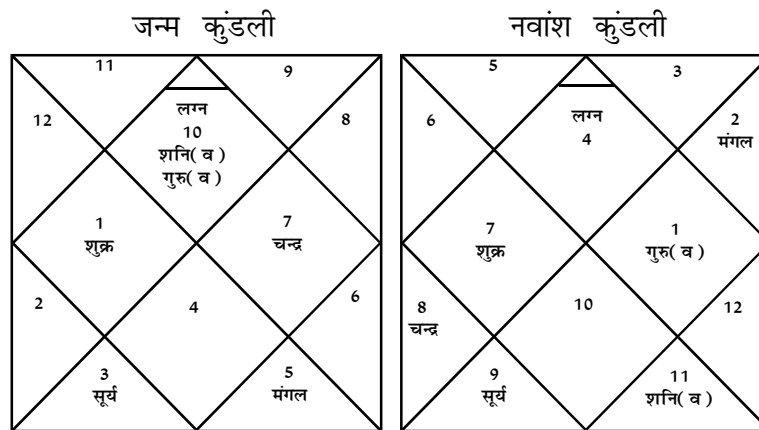 जन्म कुंडली
11
9
12
लग्न
10
शनि( व )
गुरु( व )
8
1
शुक्र
7
चन्द्र
2
4
6
3
सूर्य
5
मंगल
नवांश कुंडली
5
3
6
लग्न
4
2
मंगल
7
शुक्र
1
गुरु( व )
8
चन्द्र
10
12
9
सूर्य
11
शनि( व )